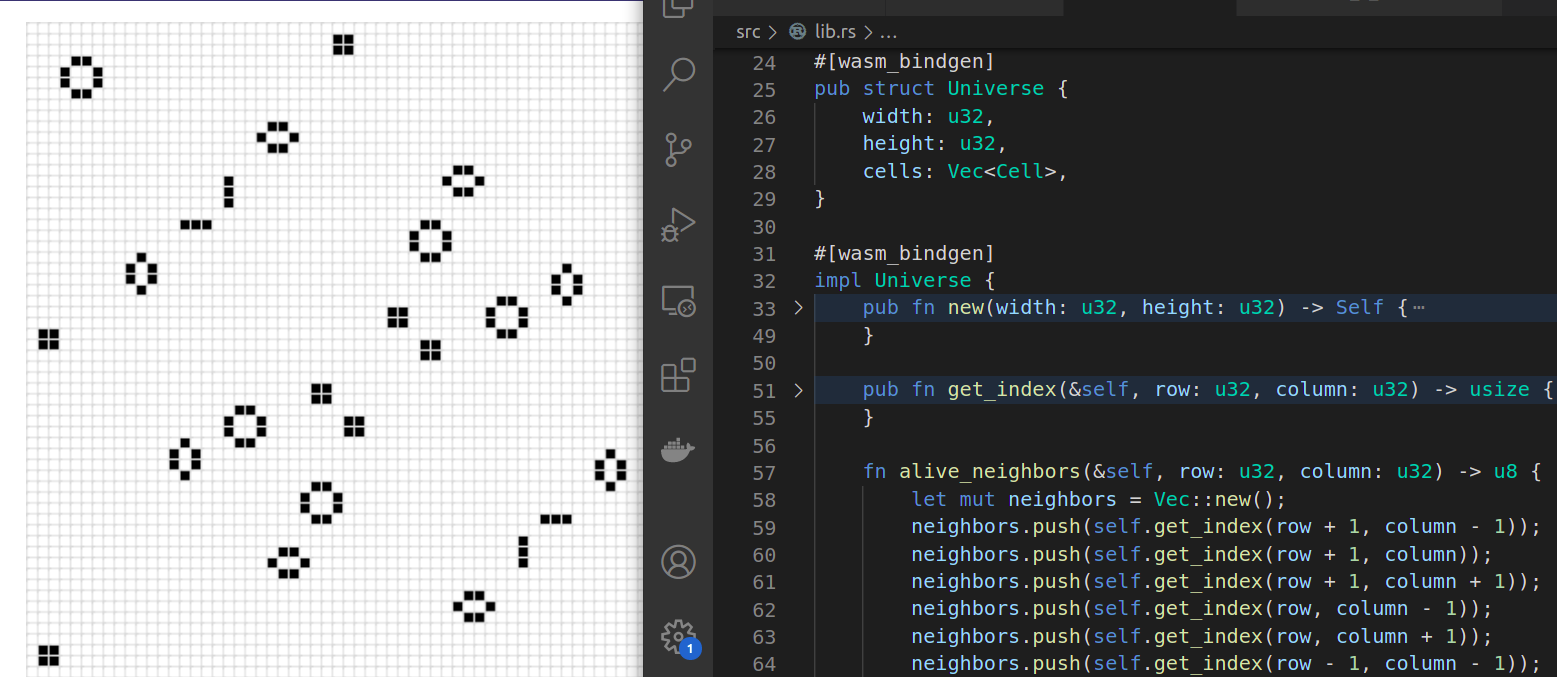 src > lib.rs > ...
24 #[wasm_bindgen]
25 pub struct Universe {
26 width: u32,
27 height: u32,
28 cells: Vec<Cell>,
29 }
30
31 #[wasm_bindgen]
32 impl Universe {
33 > pub fn new(width: u32, height: u32) -> Self {⋯
49 }
50
51 > pub fn get_index(&self, row: u32, column: u32) -> usize {
55 }
56
57 fn alive_neighbors(&self, row: u32, column: u32) -> u8 {
58 let mut neighbors = Vec::new();
59 neighbors.push(self.get_index(row + 1, column - 1));
60 neighbors.push(self.get_index(row + 1, column));
61 neighbors.push(self.get_index(row + 1, column + 1));
62 neighbors.push(self.get_index(row, column - 1));
63 neighbors.push(self.get_index(row, column + 1));
64 neighbors.push(self.get_index(row - 1, column - 1));
1